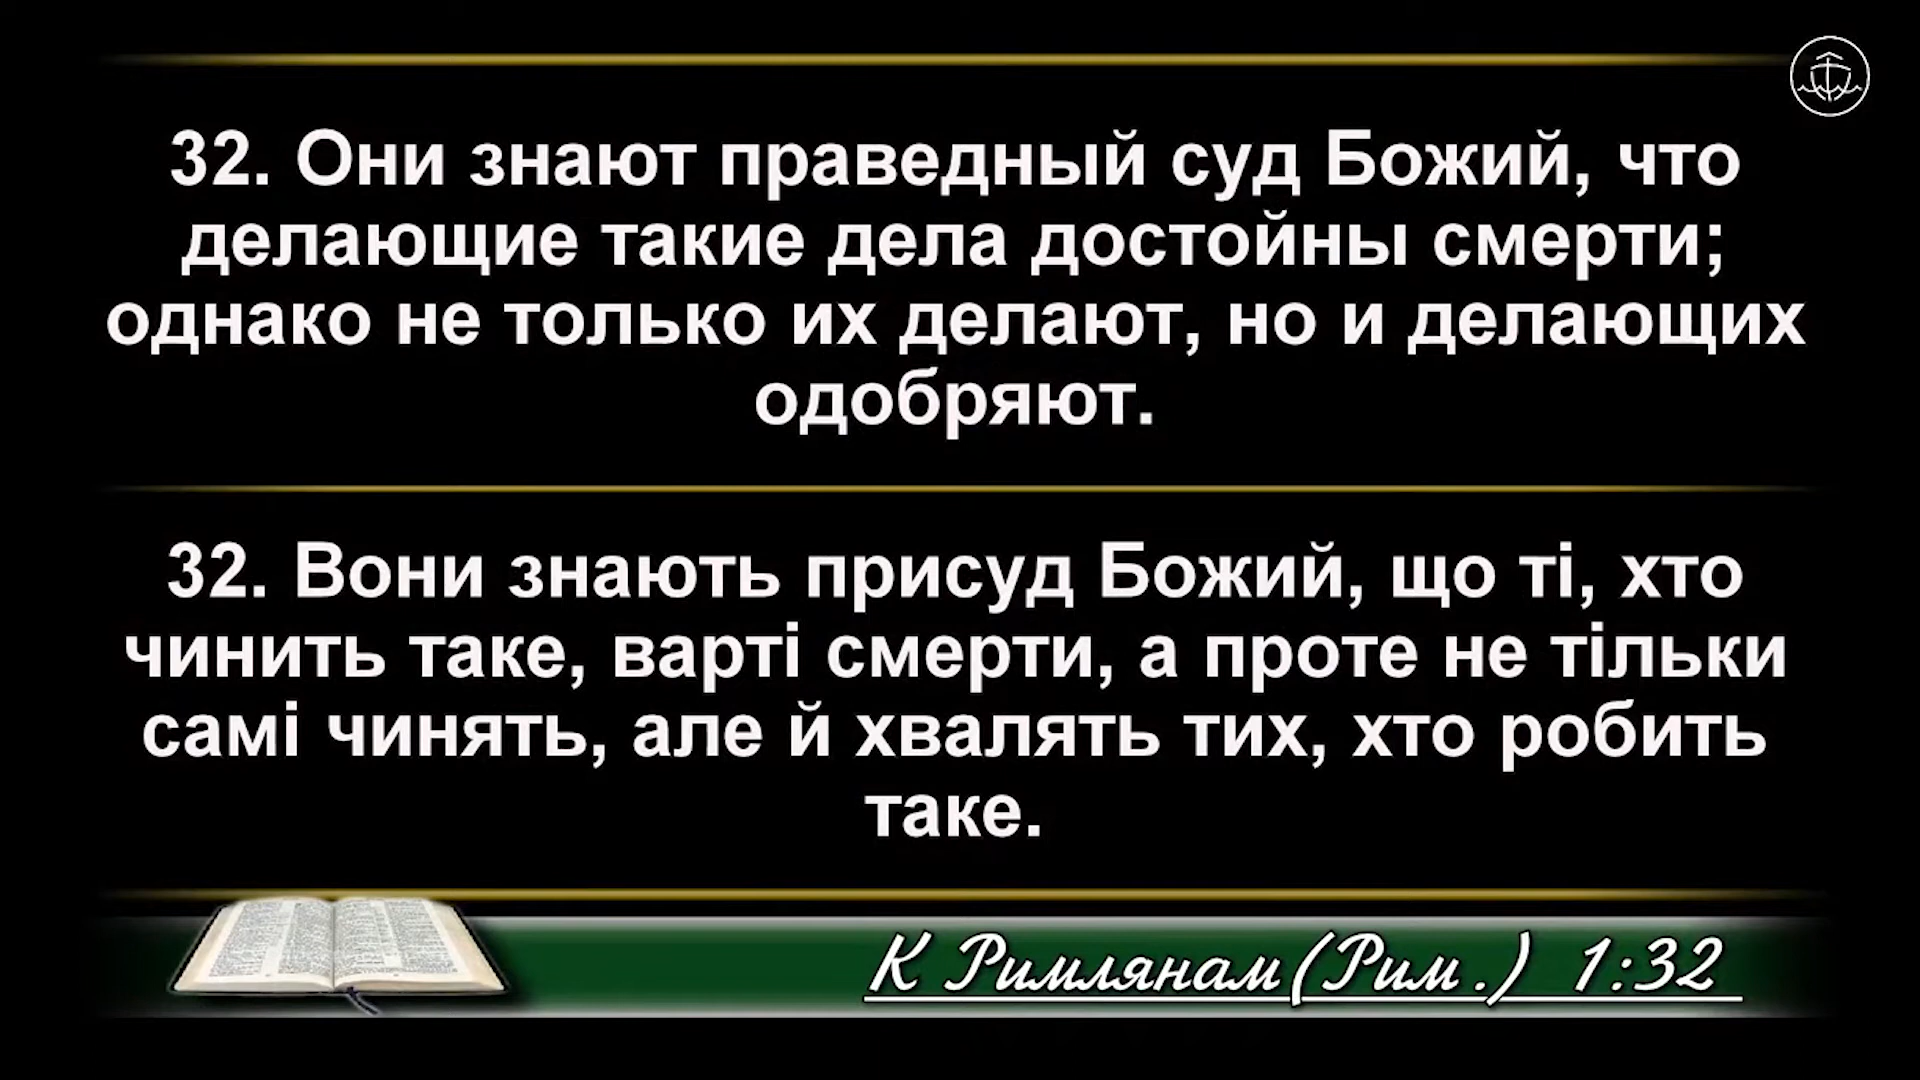 32. Они знают праведный суд Божий, что
делающие такие дела достойны смерти;
однако не только их делают, но и делающих
одобряют.
32. Вони знають присуд Божий, що ті, хто
чинить таке, варті смерти, а проте не тільки
самі чинять, але й хвалять тих, хто робить
таке.
К Римлянам(Рим.) 1:32